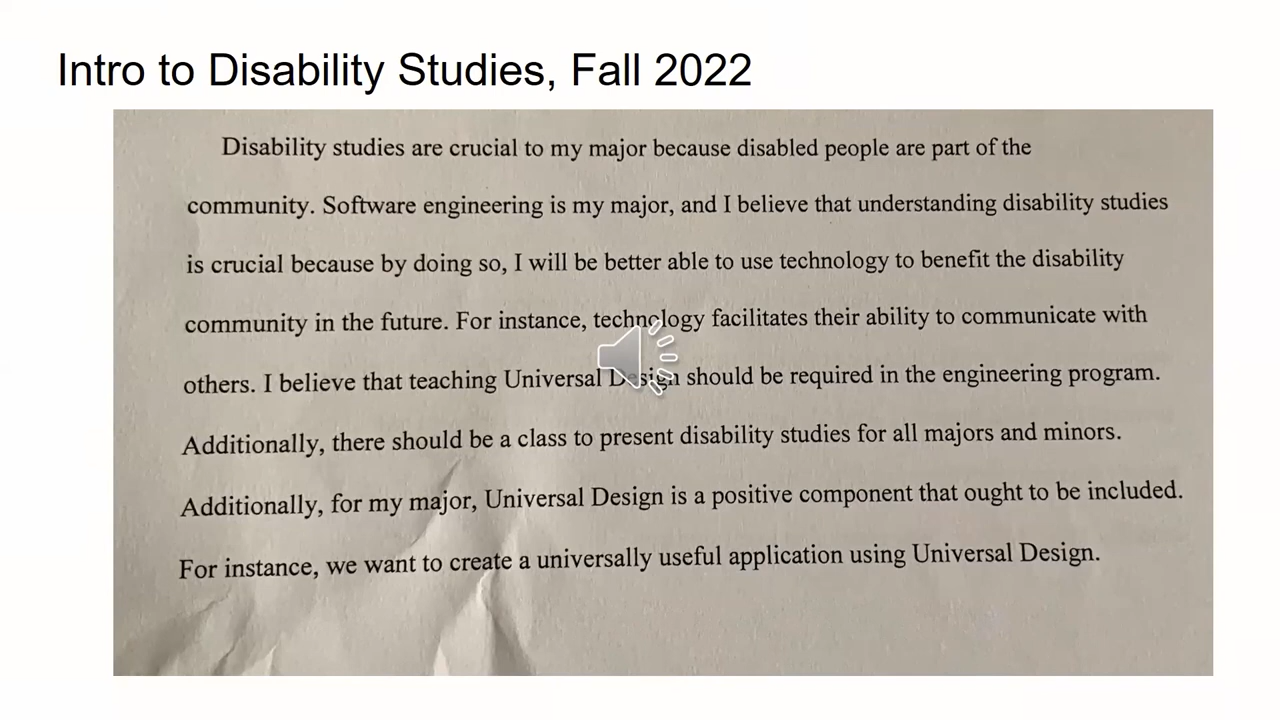 Intro to Disability Studies, Fall 2022
Disability studies are crucial to my major because disabled people are part of the
community. Software engineering is my major, and I believe that understanding disability studies
is crucial because by doing so, I will be better able to use technology to benefit the disability
community in the future. For instance, technology facilitates their ability to communicate with
others. I believe that teaching Universal Design should be required in the engineering program.
Additionally, there should be a class to present disability studies for all majors and minors.
Additionally, for my major, Universal Design is a positive component that ought to be included.
For instance, we want to create a universally useful application using Universal Design.